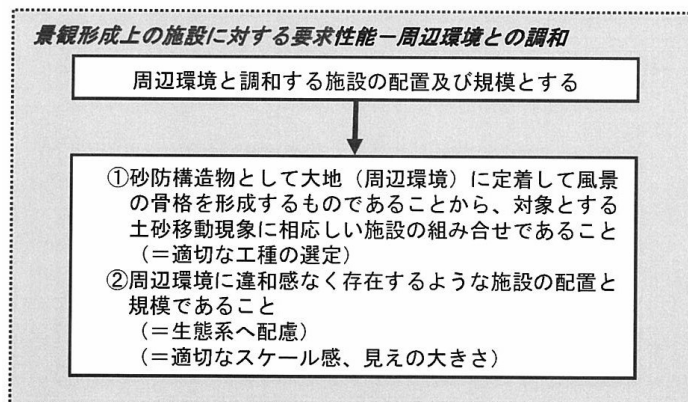 景観形成上の施設に対する要求性能－周辺環境との調和
周辺環境と調和する施設の配置及び規模とする
①砂防構造物として大地（周辺環境）に定着して風景
の骨格を形成するものであることから、対象とする
土砂移動現象に相応しい施設の組み合せであること
（＝適切な工種の選定）
②周辺環境に違和感なく存在するような施設の配置と
規模であること
（＝生態系へ配慮）
（＝適切なスケール感、見えの大きさ）